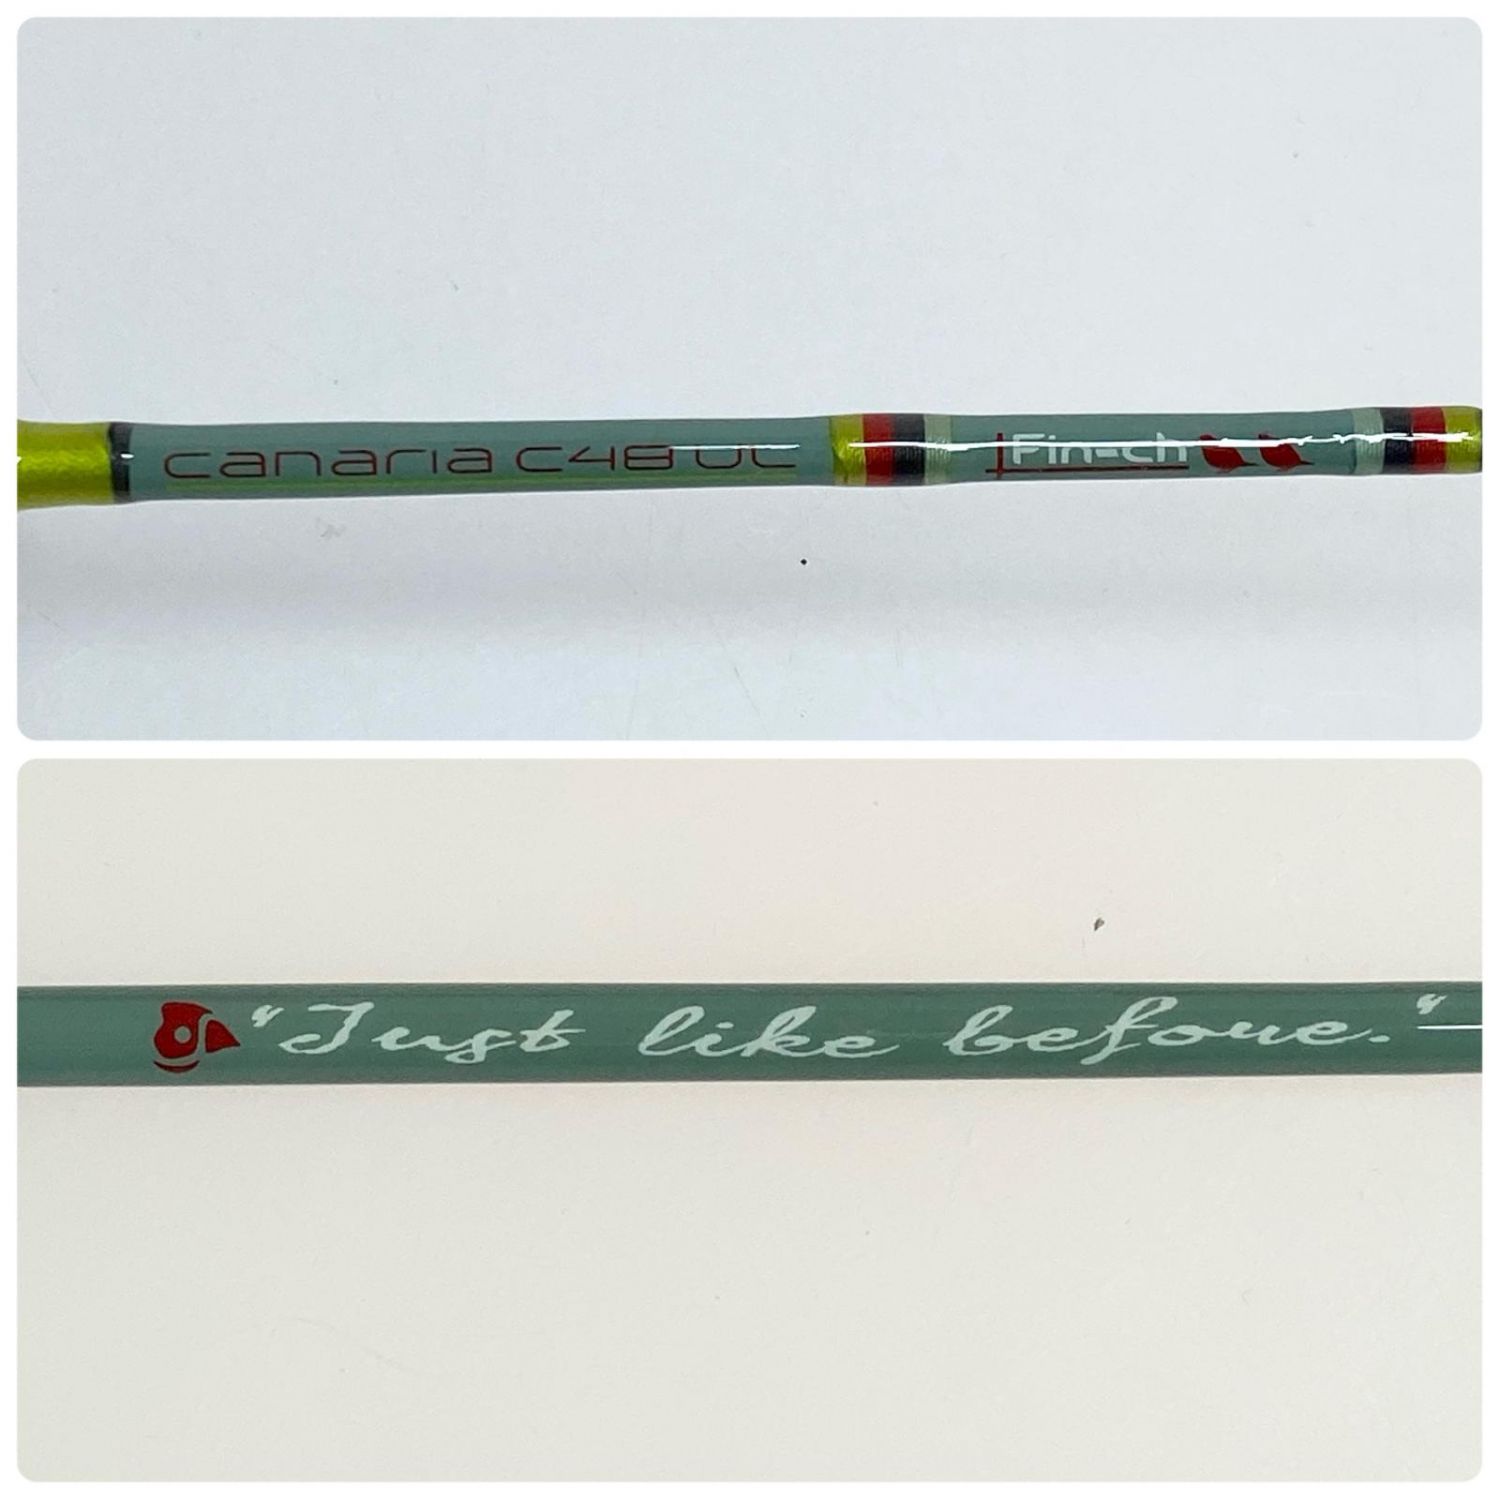 canaria C48 UL
Fin=ch
"Just like before."